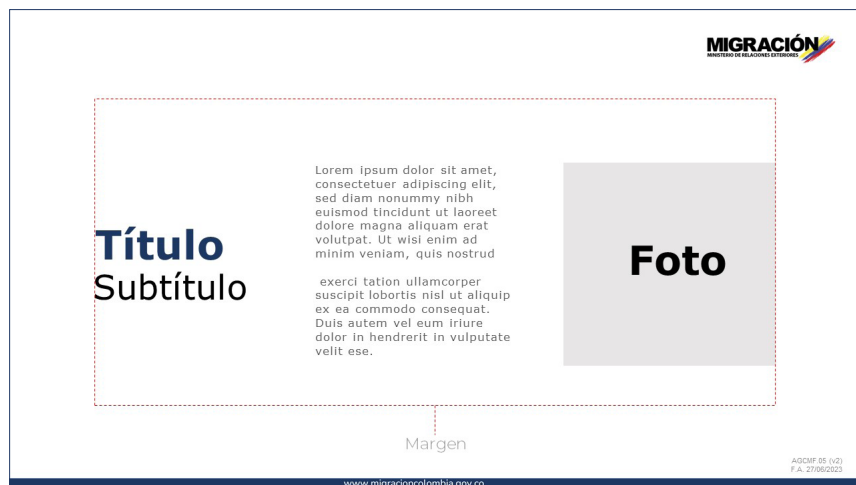 MIGRACIÓN
MINISTERIO DE RELACIONES EXTERIORES
Título
Subtítulo
Lorem ipsum dolor sit amet,
consectetuer adipiscing elit,
sed diam nonummy nibh
euismod tincidunt ut laoreet
dolore magna aliquam erat
volutpat. Ut wisi enim ad
minim veniam, quis nostrud
exerci tation ullamcorper
suscipit lobortis nisl ut aliquip
ex ea commodo consequat.
Duis autem vel eum iriure
dolor in hendrerit in vulputate
velit ese.
Foto
Margen
AGCMF.05 (v2)
F.A. 27/06/2023
www.migracioncolombia.gov.co